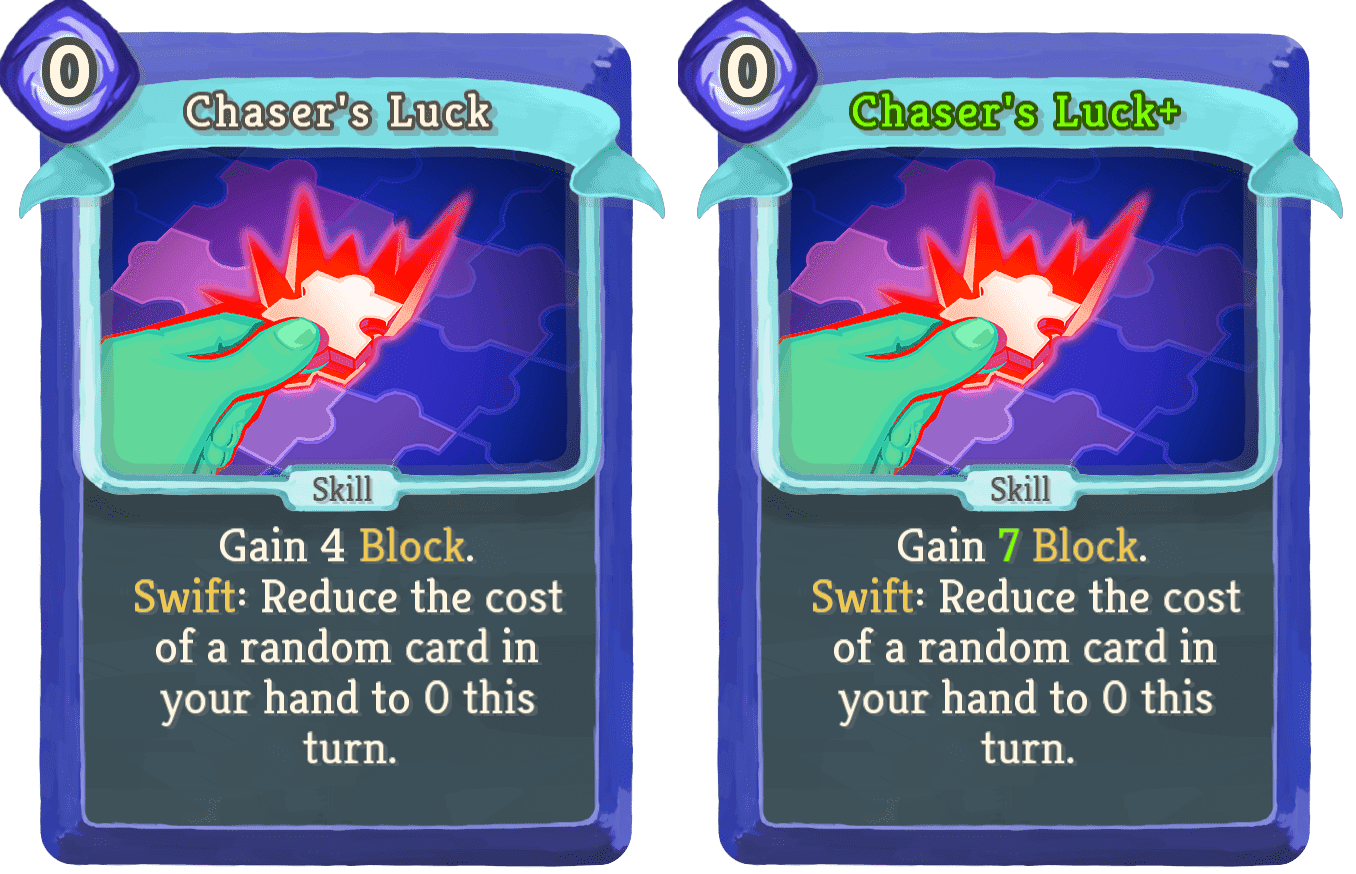 0
Chaser's Luck
Skill
Gain 4 Block.
Swift: Reduce the cost
of a random card in
your hand to 0 this
turn.
0
Chaser's Luck+
Skill
Gain 7 Block.
Swift: Reduce the cost
of a random card in
your hand to 0 this
turn.